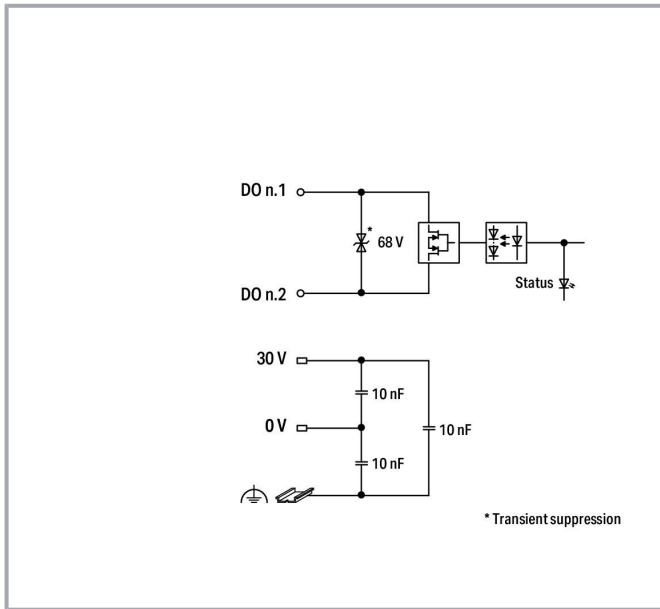 DO n.1
*
68 V
DO n.2
Status
30 V
10 nF
0 V
10 nF
10 nF
* Transient suppression